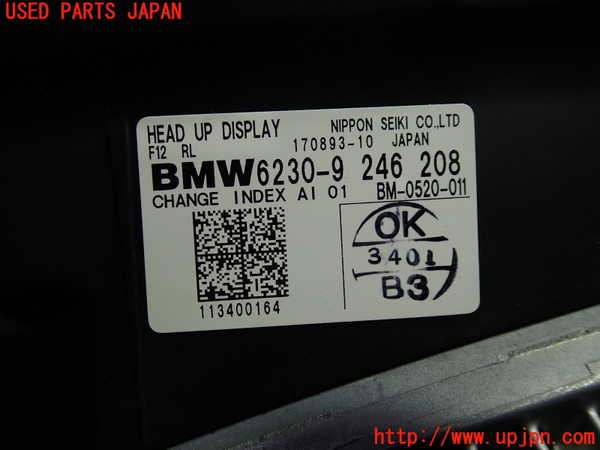 USED PARTS JAPAN
HEAD UP DISPLAY NIPPON SEIKI CO.,LTD
F12 RL 170893-10 JAPAN
BMW6230-9 246 208
CHANGE INDEX AI 01 BM-0520-011
OK
3401
B3
113400164
http://www.upjpn.com/